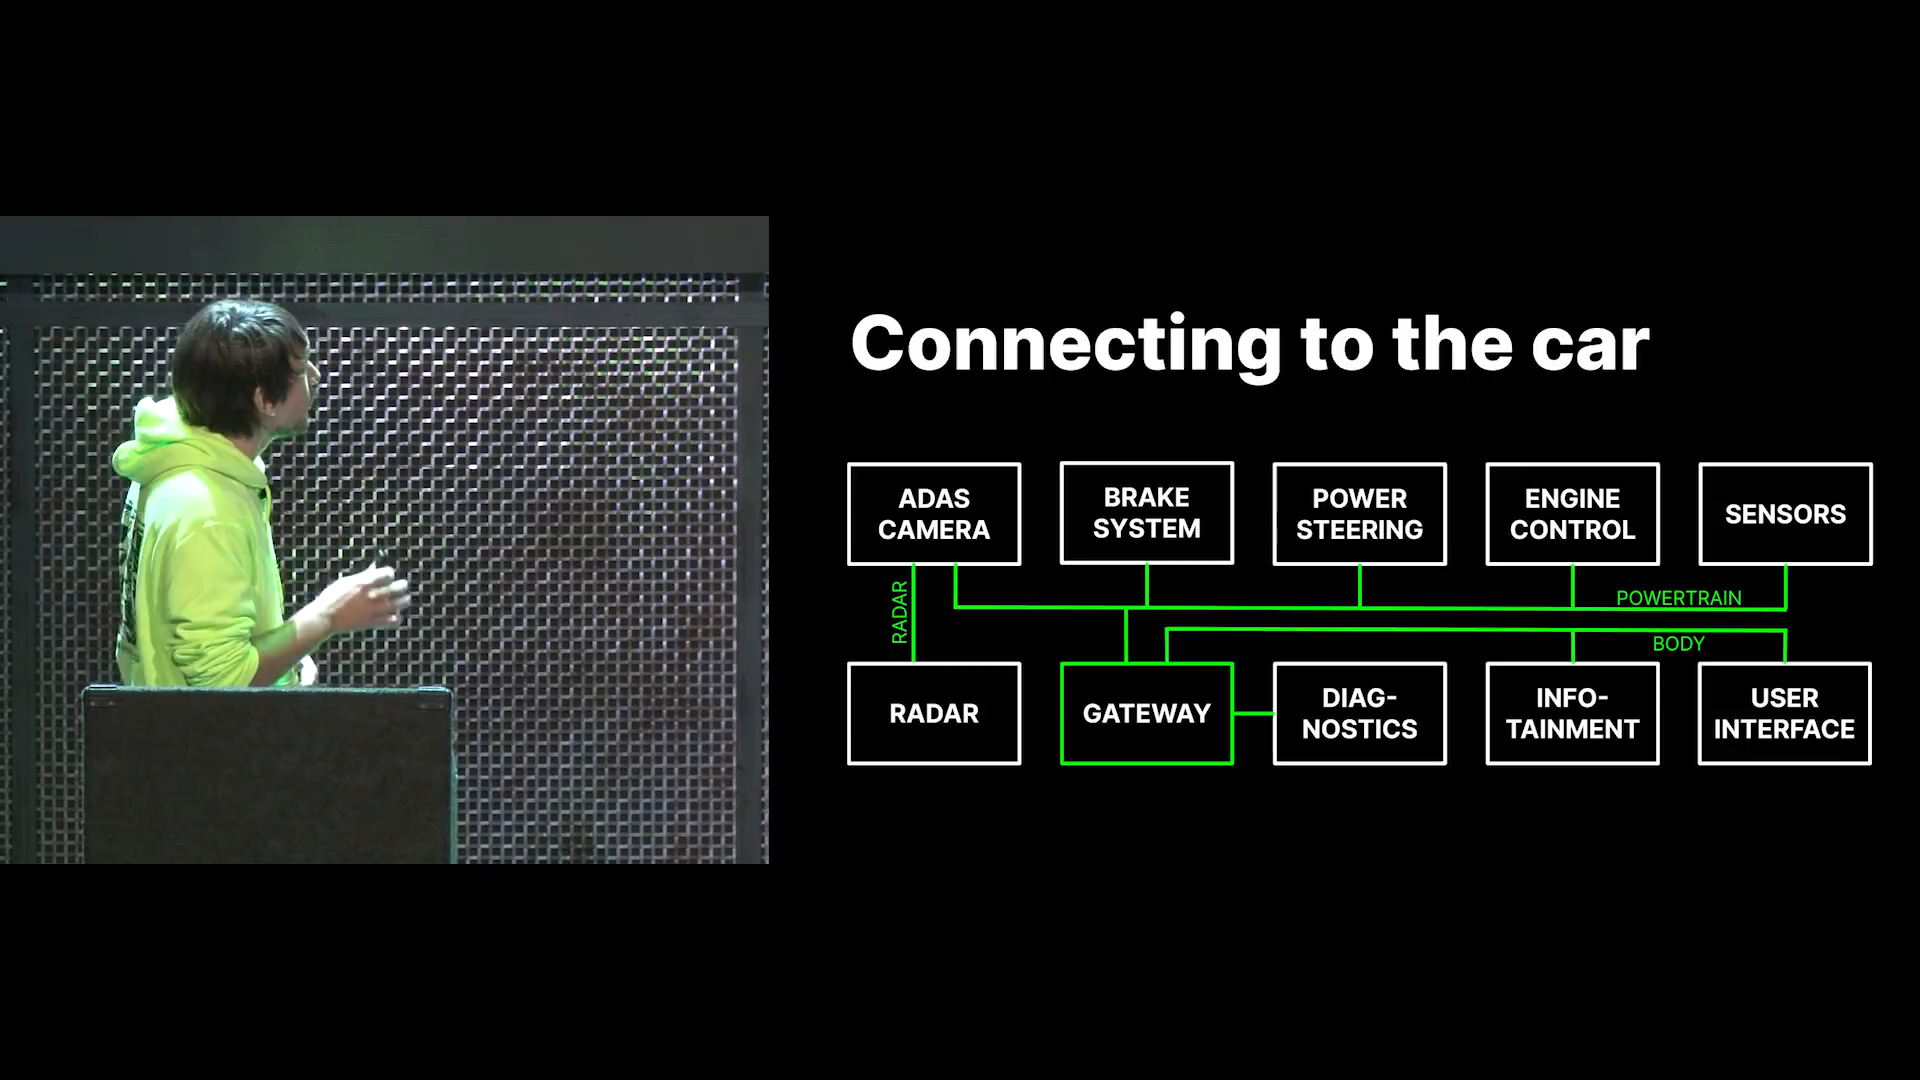 Connecting to the car
ADAS
CAMERA
BRAKE
SYSTEM
POWER
STEERING
ENGINE
CONTROL
SENSORS
RADAR
POWERTRAIN
BODY
RADAR
GATEWAY
DIAG-
NOSTICS
INFO-
TAINMENT
USER
INTERFACE